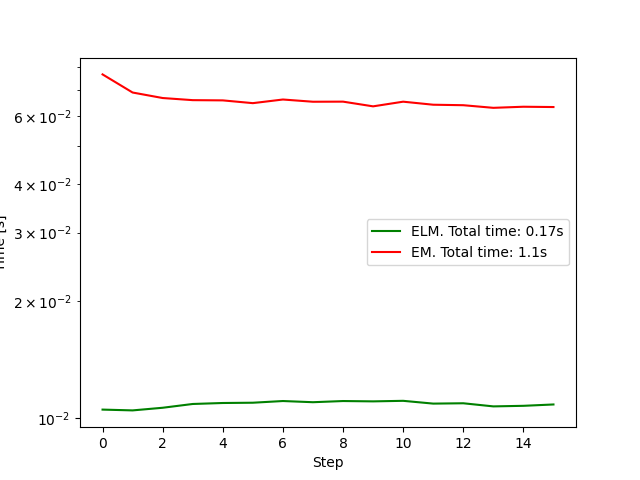 6 × 10⁻²
4 × 10⁻²
3 × 10⁻²
2 × 10⁻²
10⁻²
[s]
ELM. Total time: 0.17s
EM. Total time: 1.1s
0 2 4 6 8 10 12 14
Step